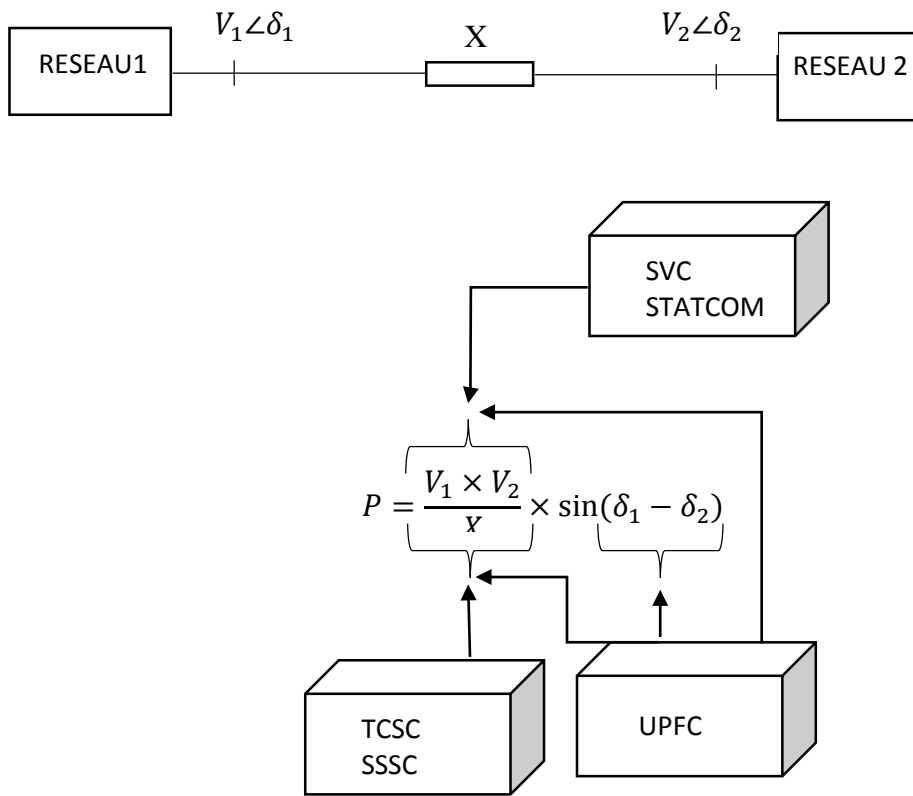 V₁∠δ₁
X
V₂∠δ₂
RESEAU1
RESEAU 2
SVC
STATCOM
P = V₁ × V₂ / X × sin(δ₁ − δ₂)
TCSC
SSSC
UPFC